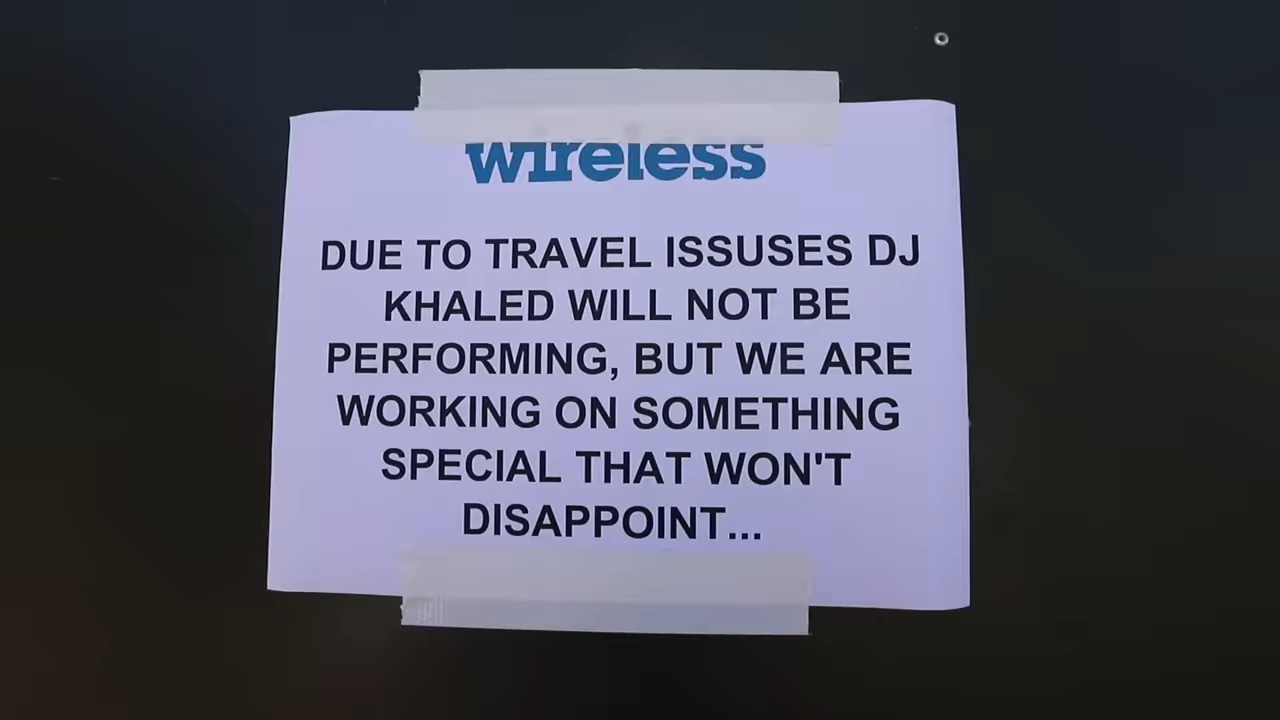 wireless
DUE TO TRAVEL ISSUSES DJ
KHALED WILL NOT BE
PERFORMING, BUT WE ARE
WORKING ON SOMETHING
SPECIAL THAT WON'T
DISAPPOINT...